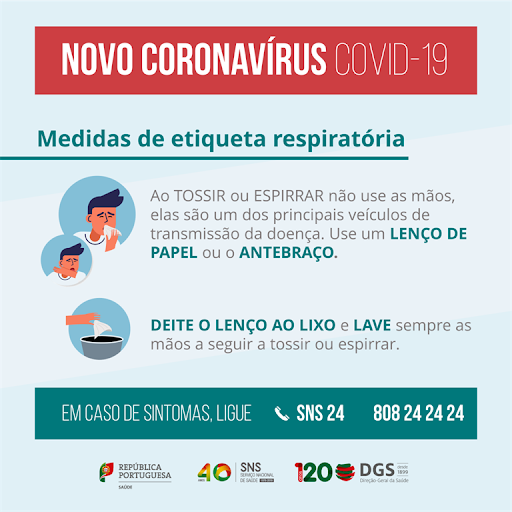 NOVO CORONAVÍRUS COVID-19
Medidas de etiqueta respiratória
Ao TOSSIR ou ESPIRRAR não use as mãos,
elas são um dos principais veículos de
transmissão da doença. Use um LENÇO DE
PAPEL ou o ANTEBRAÇO.
DEITE O LENÇO AO LIXO e LAVE sempre as
mãos a seguir a tossir ou espirrar.
EM CASO DE SINTOMAS, LIGUE SNS 24 808 24 24 24
REPÚBLICA
PORTUGUESA
SAÚDE
40
ANOS
SNS
SERVIÇO NACIONAL
DE SAÚDE
120
DGS
desde
1899
Direção-Geral da Saúde